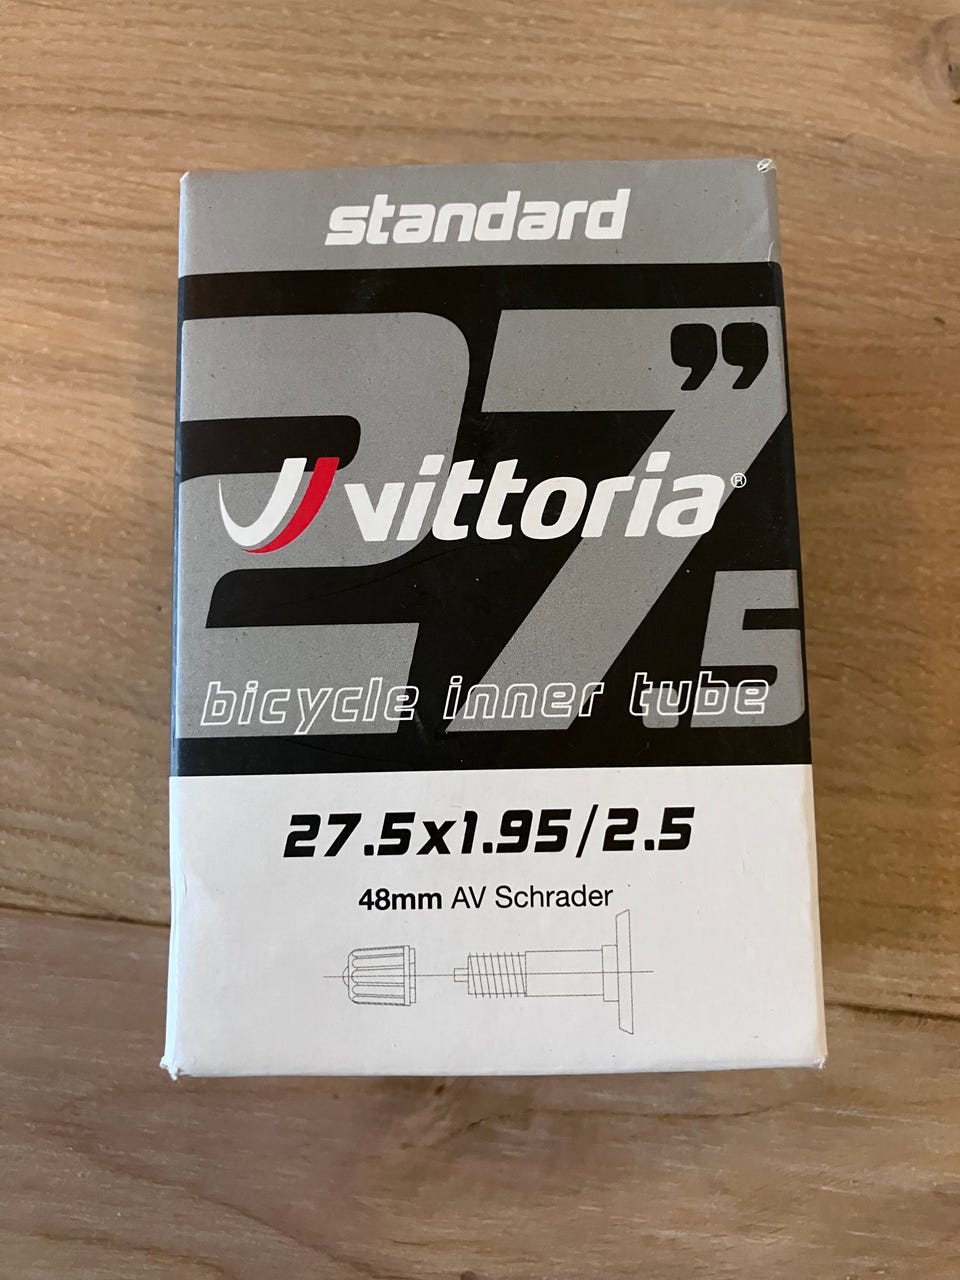 standard
27.5”
vittoria®
bicycle inner tube
27.5x1.95/2.5
48mm AV Schrader